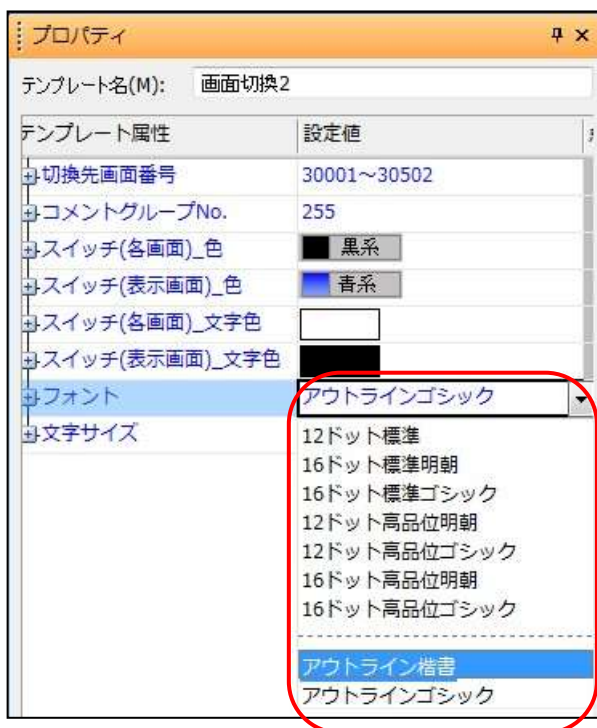 プロパティ
テンプレート名(M): 画面切換2
テンプレート属性 設定値
切換先画面番号 30001～30502
コメントグループNo. 255
スイッチ(各画面)_色 黒系
スイッチ(表示画面)_色 青系
スイッチ(各画面)_文字色
スイッチ(表示画面)_文字色
フォント アウトラインゴシック
文字サイズ
12ドット標準
16ドット標準明朝
16ドット標準ゴシック
12ドット高品位明朝
12ドット高品位ゴシック
16ドット高品位明朝
16ドット高品位ゴシック
アウトライン楷書
アウトラインゴシック